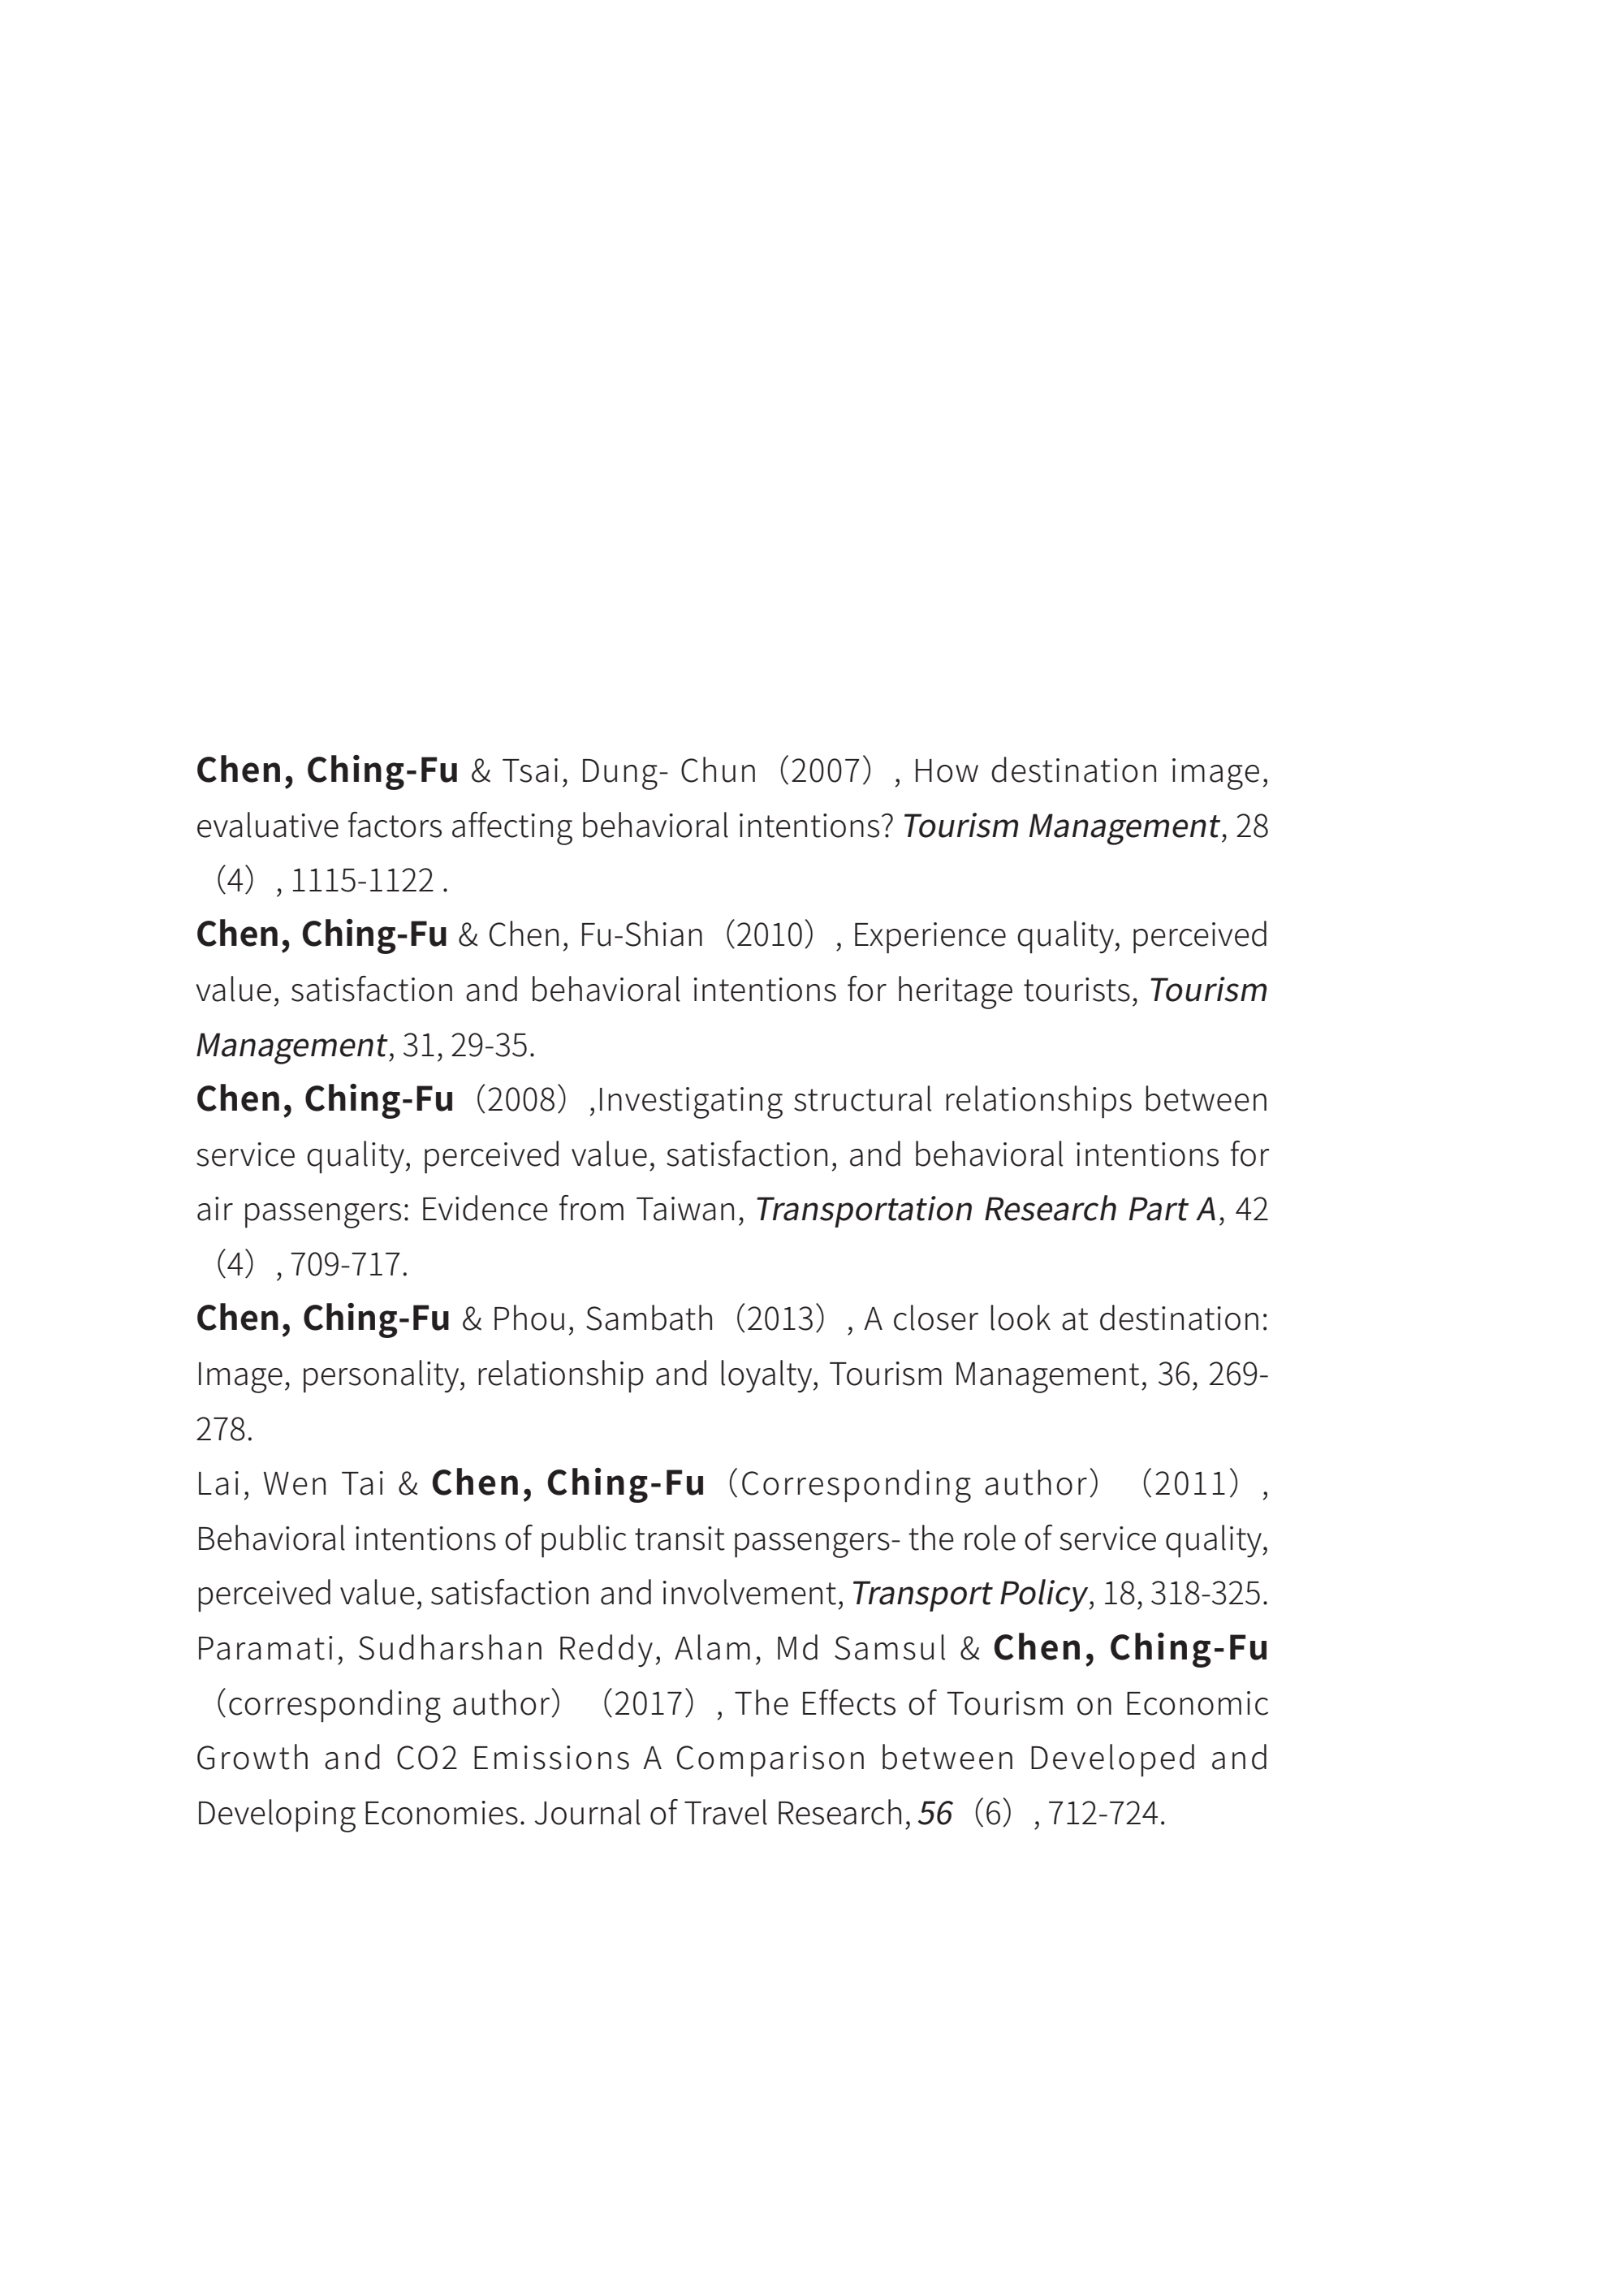 Chen, Ching-Fu & Tsai, Dung- Chun（2007）, How destination image,
evaluative factors affecting behavioral intentions? Tourism Management, 28
（4）, 1115-1122 .
Chen, Ching-Fu & Chen, Fu-Shian（2010）, Experience quality, perceived
value, satisfaction and behavioral intentions for heritage tourists, Tourism
Management, 31, 29-35.
Chen, Ching-Fu（2008）,Investigating structural relationships between
service quality, perceived value, satisfaction, and behavioral intentions for
air passengers: Evidence from Taiwan, Transportation Research Part A, 42
（4）, 709-717.
Chen, Ching-Fu & Phou, Sambath（2013）, A closer look at destination:
Image, personality, relationship and loyalty, Tourism Management, 36, 269-
278.
Lai, Wen Tai & Chen, Ching-Fu（Corresponding author）（2011）,
Behavioral intentions of public transit passengers- the role of service quality,
perceived value, satisfaction and involvement, Transport Policy, 18, 318-325.
Paramati, Sudharshan Reddy, Alam, Md Samsul & Chen, Ching-Fu
（corresponding author）（2017）, The Effects of Tourism on Economic
Growth and CO2 Emissions A Comparison between Developed and
Developing Economies. Journal of Travel Research, 56（6）, 712-724.